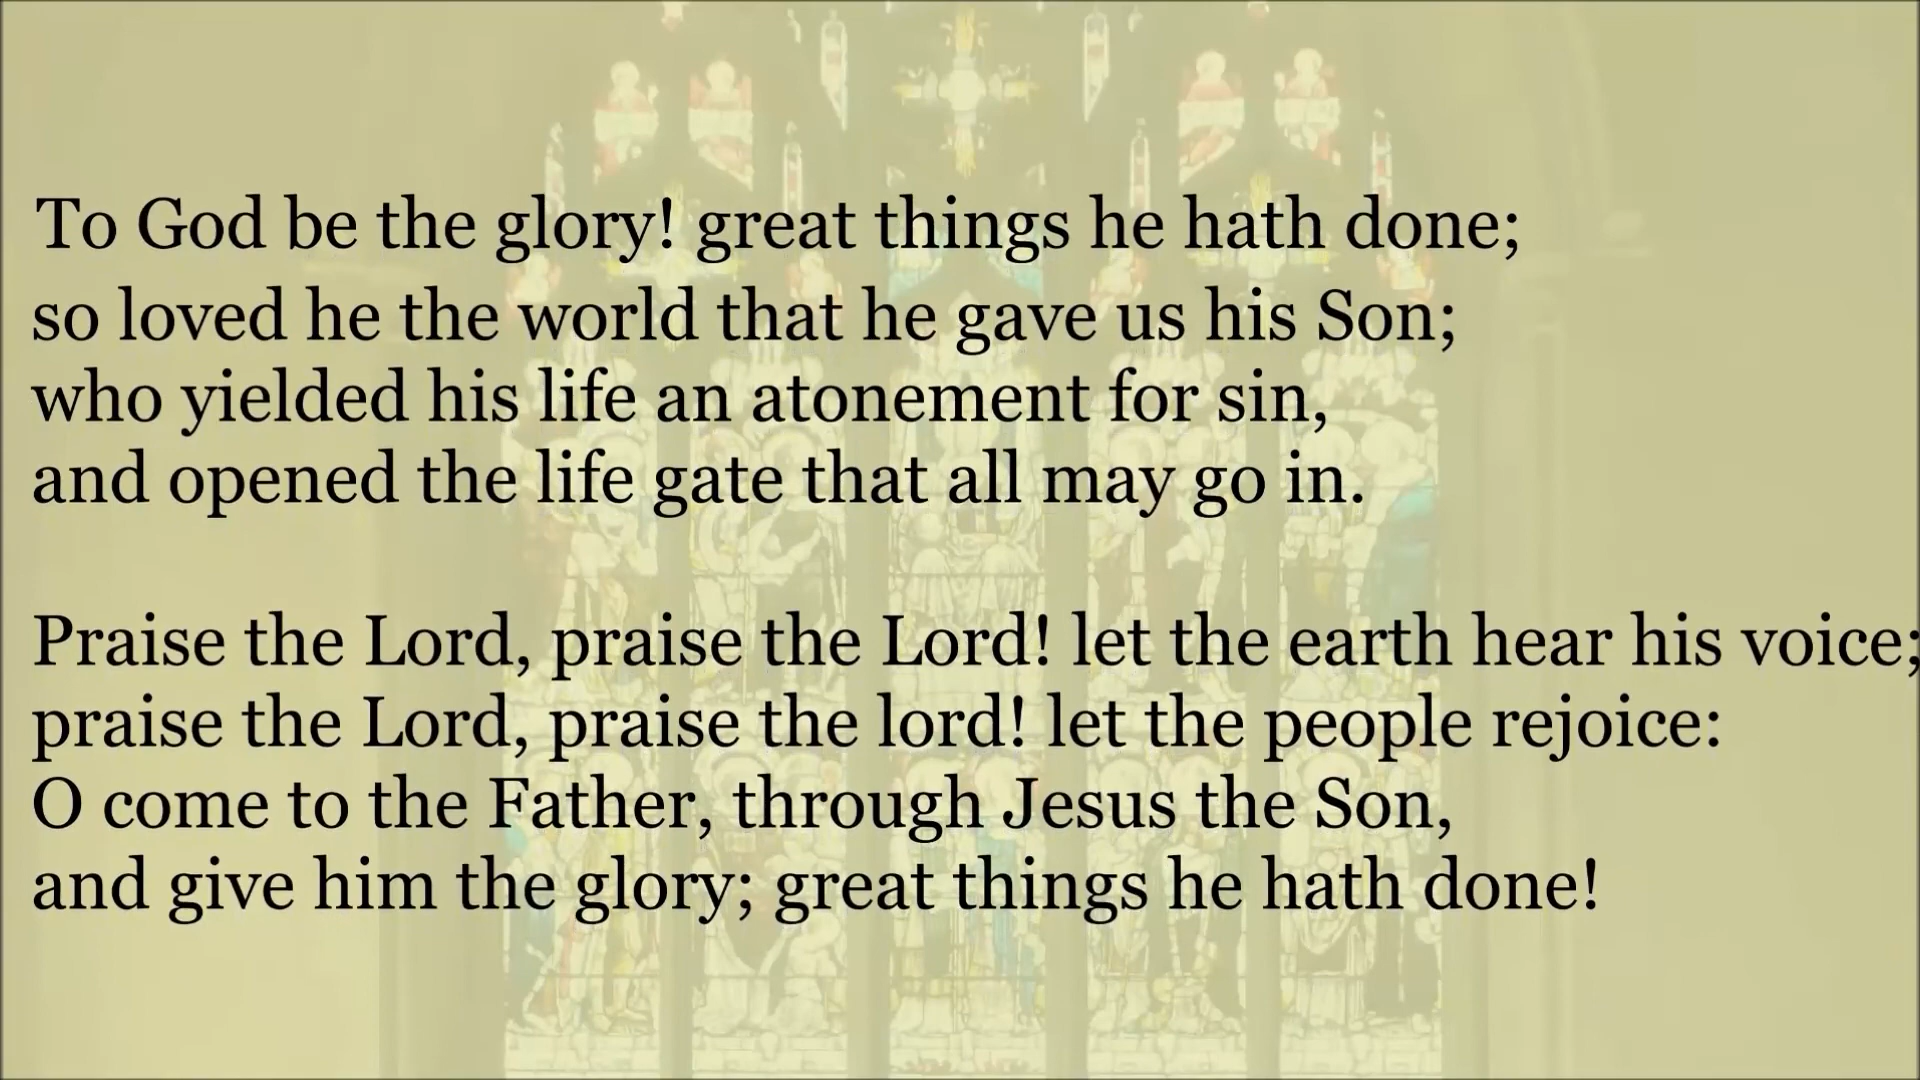 To God be the glory! great things he hath done;
so loved he the world that he gave us his Son;
who yielded his life an atonement for sin,
and opened the life gate that all may go in.
Praise the Lord, praise the Lord! let the earth hear his voice;
praise the Lord, praise the lord! let the people rejoice:
O come to the Father, through Jesus the Son,
and give him the glory; great things he hath done!